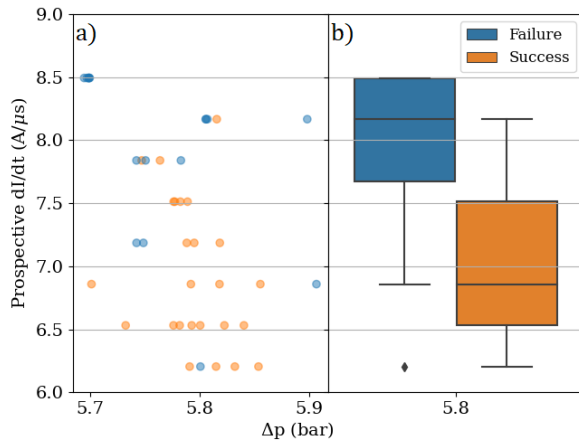 a)
b)
Failure
Success
9.0
8.5
8.0
7.5
7.0
6.5
6.0
Prospective dI/dt (A/μs)
5.7
5.8
5.9
5.8
Δp (bar)